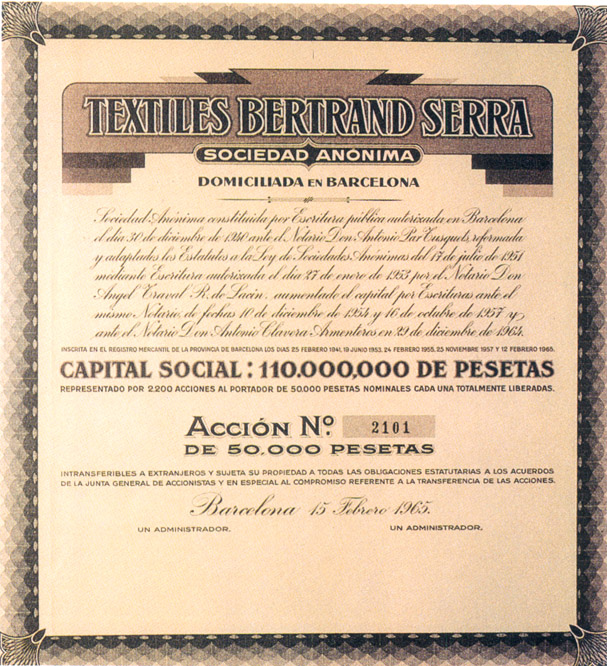 TEXTILES BERTRAND SERRA
SOCIEDAD ANÓNIMA
DOMICILIADA EN BARCELONA
Sociedad Anónima constituida por Escritura pública autorizada en Barcelona
el día 30 de diciembre de 1940 ante el Notario Don Antonio Par Tusquets, reformada
y adaptados los Estatutos a la Ley de Sociedades Anónimas del 17 de julio de 1951
mediante Escritura autorizada el día 27 de enero de 1953 por el Notario Don
Angel Traval R. de Lacin, aumentado el capital por Escrituras ante el
mismo Notario, de fechas 10 de diciembre de 1954 y 16 de octubre de 1957 y
ante el Notario Don Antonio Clavera Armenteros en 29 de diciembre de 1964.
INSCRITA EN EL REGISTRO MERCANTIL DE LA PROVINCIA DE BARCELONA LOS DIAS 25 FEBRERO 1941, 19 JUNIO 1953, 24 FEBRERO 1955, 25 NOVIEMBRE 1957 Y 12 FEBRERO 1965.
CAPITAL SOCIAL: 110.000,000 DE PESETAS
REPRESENTADO POR 2.200 ACCIONES AL PORTADOR DE 50.000 PESETAS NOMINALES CADA UNA TOTALMENTE LIBERADAS.
ACCIÓN Nº 2101
DE 50.000 PESETAS
INTRANSFERIBLES A EXTRANJEROS Y SUJETA SU PROPIEDAD A TODAS LAS OBLIGACIONES ESTATUTARIAS A LOS ACUERDOS
DE LA JUNTA GENERAL DE ACCIONISTAS Y EN ESPECIAL AL COMPROMISO REFERENTE A LA TRANSFERENCIA DE LAS ACCIONES.
Barcelona 15 Febrero 1965.
UN ADMINISTRADOR. UN ADMINISTRADOR.